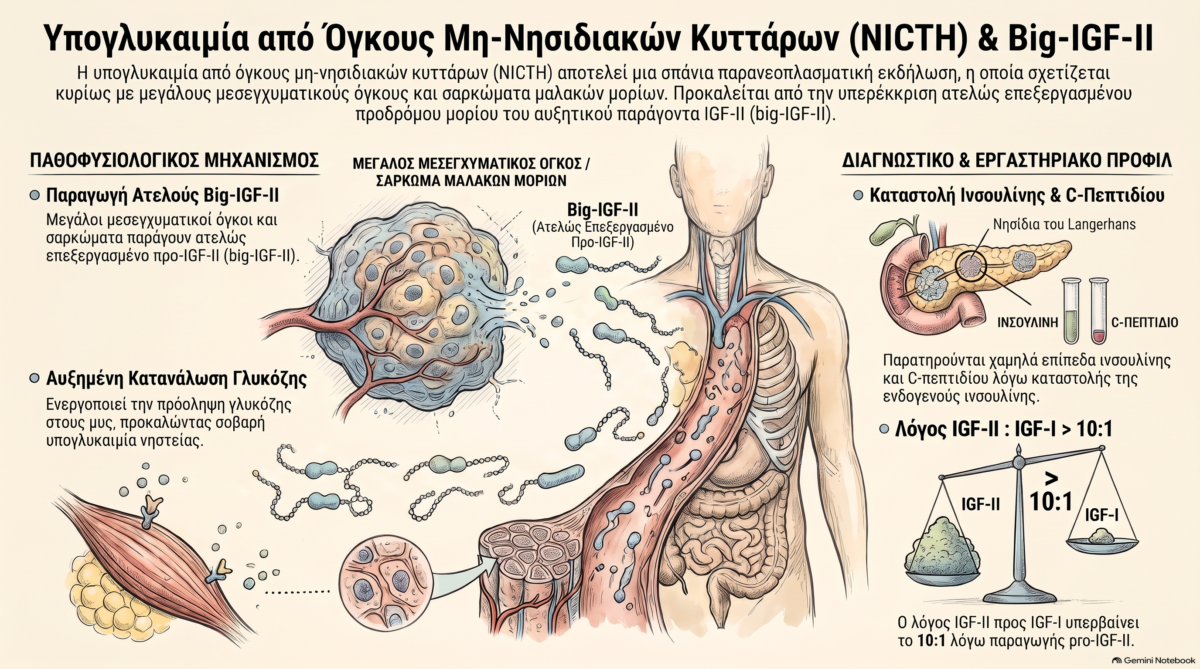 Υπογλυκαιμία από Όγκους Μη-Νησιδιακών Κυττάρων (NICTH) & Big-IGF-II
Η υπογλυκαιμία από όγκους μη-νησιδιακών κυττάρων (NICTH) αποτελεί μια σπάνια παρανεοπλασματική εκδήλωση, η οποία σχετίζεται
κυρίως με μεγάλους μεσεγχυματικούς όγκους και σαρκώματα μαλακών μορίων. Προκαλείται από την υπερέκκριση ατελώς επεξεργασμένου
προδρόμου μορίου του αυξητικού παράγοντα IGF-II (big-IGF-II).
ΠΑΘΟΦΥΣΙΟΛΟΓΙΚΟΣ ΜΗΧΑΝΙΣΜΟΣ
Παραγωγή Ατελούς Big-IGF-II
Μεγάλοι μεσεγχυματικοί όγκοι και
σαρκώματα παράγουν ατελώς
επεξεργασμένο προ-IGF-II (big-IGF-II).
Αυξημένη Κατανάλωση Γλυκόζης
Ενεργοποιεί την πρόοληψη γλυκόζης
στους μυς, προκαλώντας σοβαρή
υπογλυκαιμία νηστείας.
ΜΕΓΑΛΟΣ ΜΕΣΕΓΧΥΜΑΤΙΚΟΣ ΟΓΚΟΣ /
ΣΑΡΚΩΜΑ ΜΑΛΑΚΩΝ ΜΟΡΙΩΝ
Big-IGF-II
(Ατελώς Επεξεργασμένο
Προ-IGF-II)
ΔΙΑΓΝΩΣΤΙΚΟ & ΕΡΓΑΣΤΗΡΙΑΚΟ ΠΡΟΦΙΛ
Καταστολή Ινσουλίνης & C-Πεπτιδίου
Νησίδια του Langerhans
ΙΝΣΟΥΛΙΝΗ
C-ΠΕΠΤΙΔΙΟ
Παρατηρούνται χαμηλά επίπεδα ινσουλίνης
και C-πεπτιδίου λόγω καταστολής της
ενδογενούς ινσουλίνης.
Λόγος IGF-II : IGF-I > 10:1
IGF-II
>
10:1
IGF-I
Ο λόγος IGF-II προς IGF-I υπερβαίνει
το 10:1 λόγω παραγωγής pro-IGF-II.
Gemini Notebook